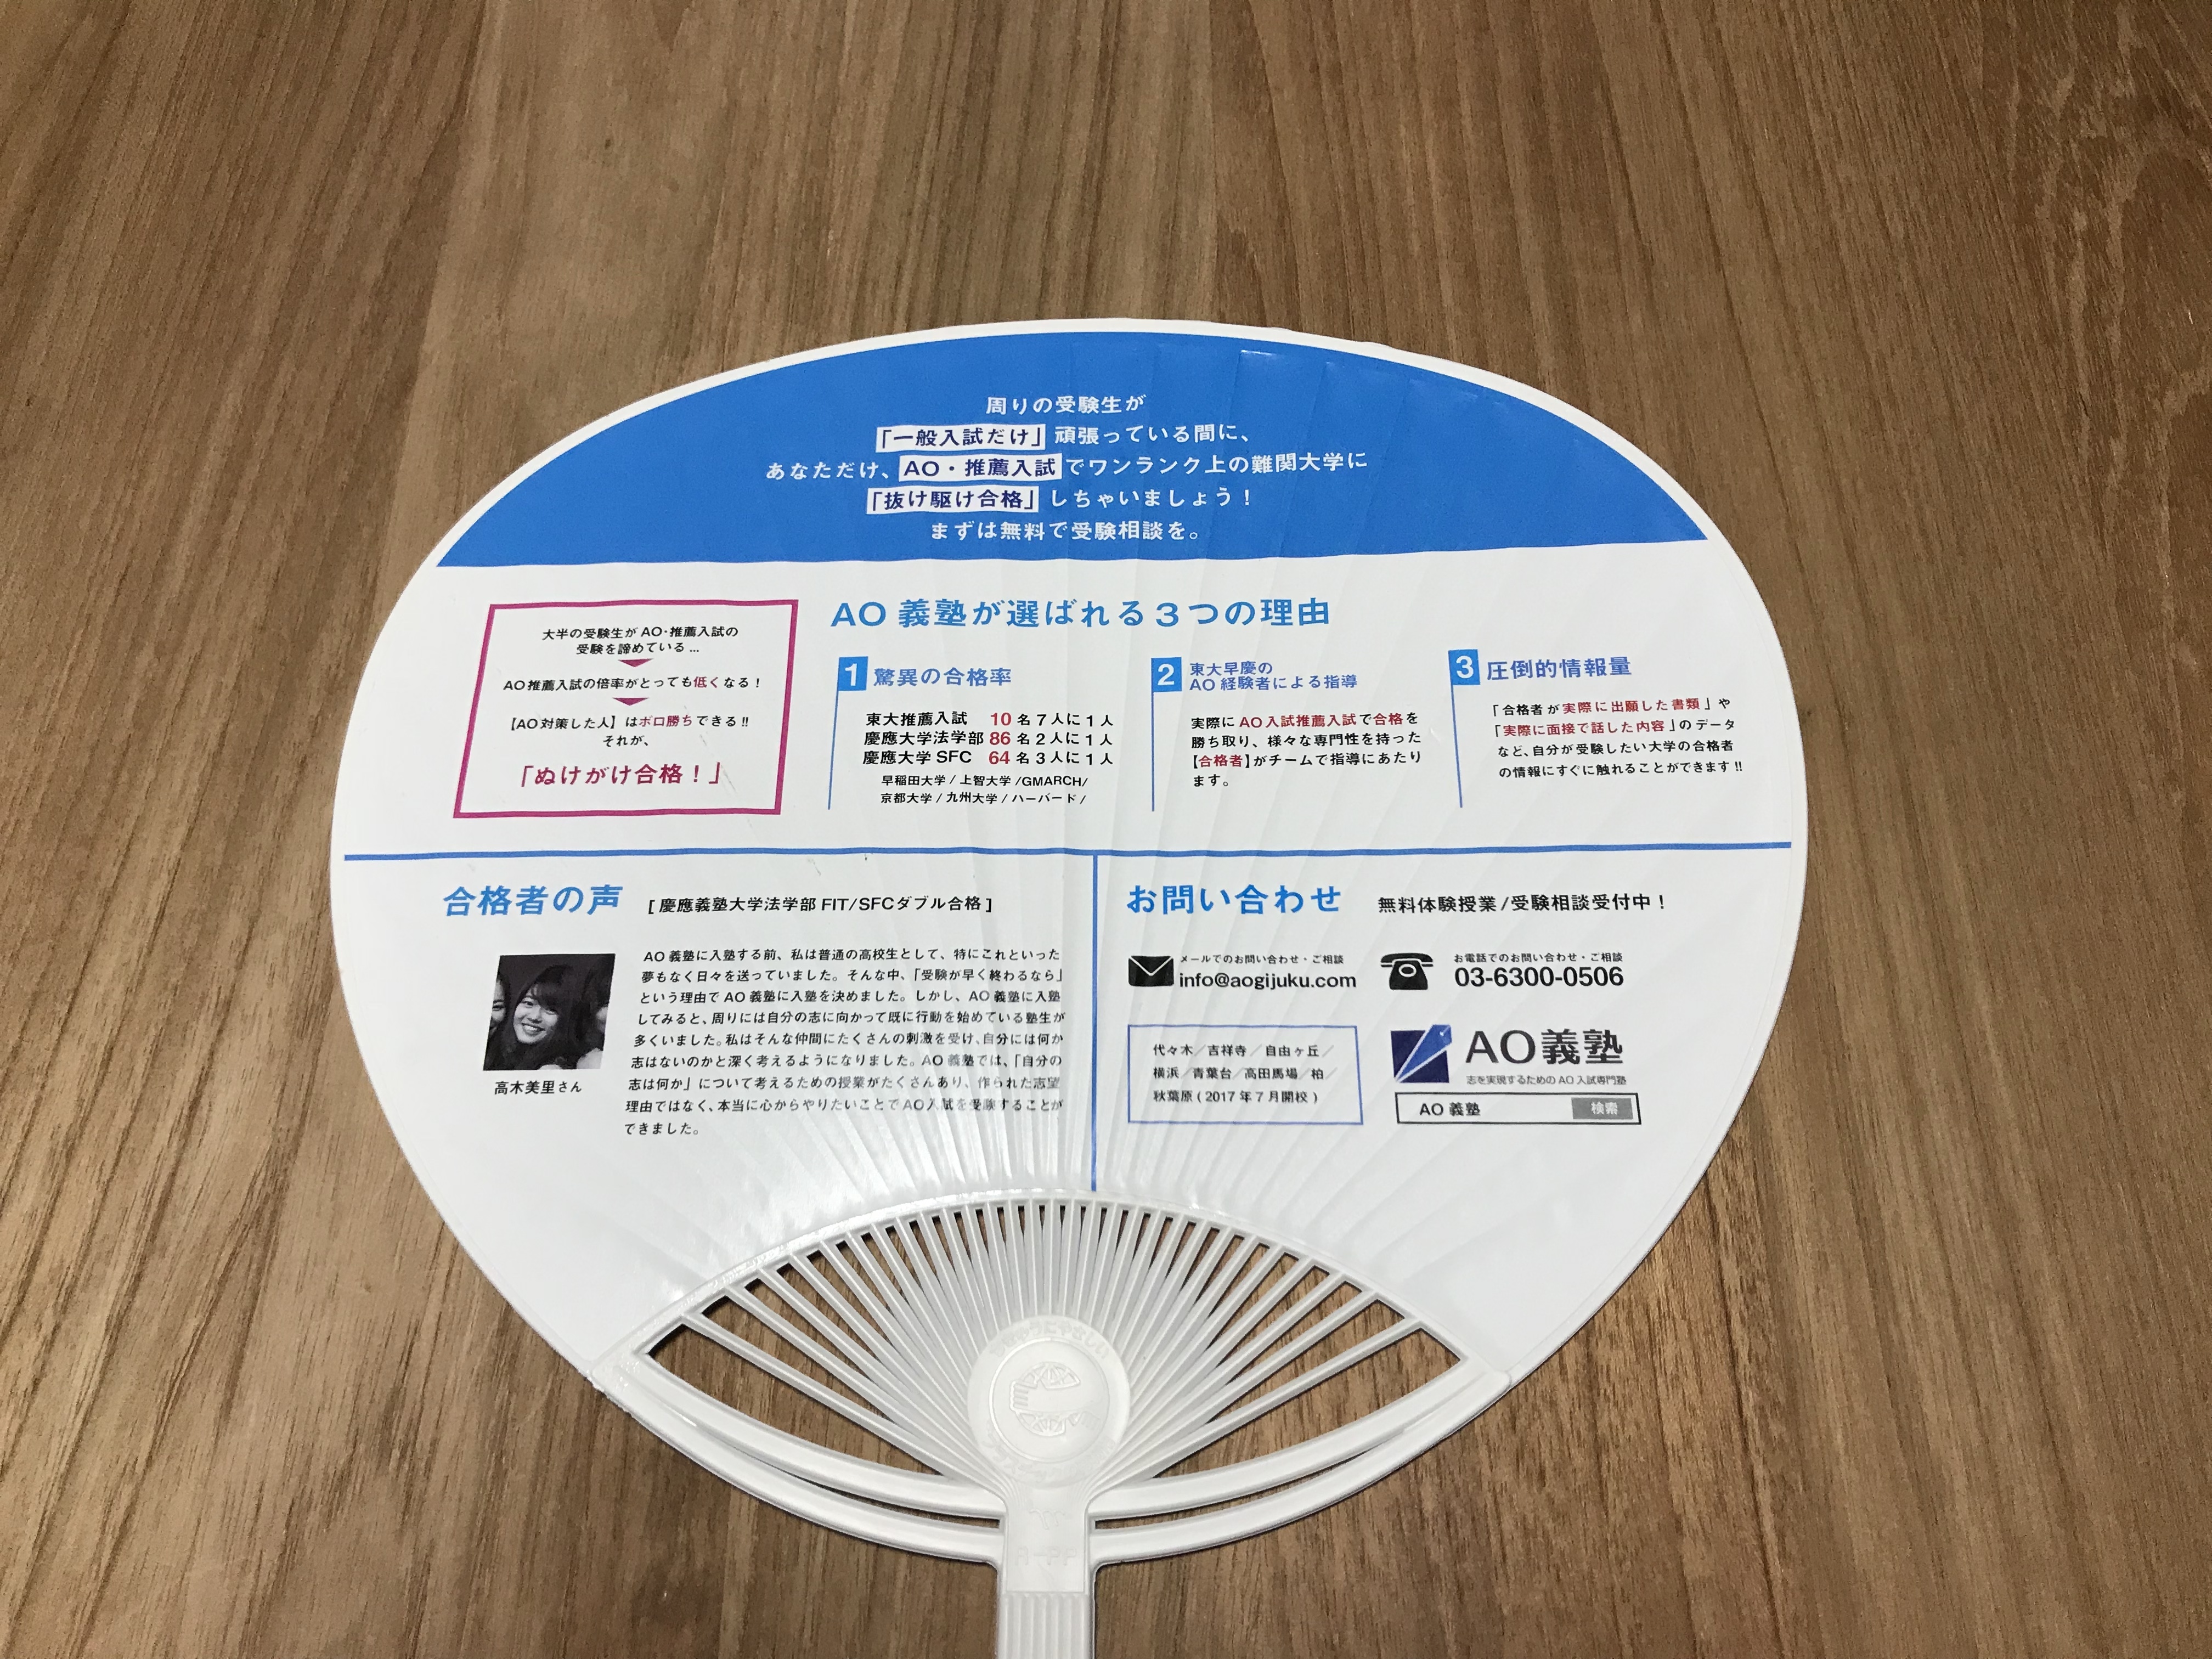 周りの受験生が
「一般入試だけ」頑張っている間に、
あなただけ、AO・推薦入試でワンランク上の難関大学に
「抜け駆け合格」しちゃいましょう！
まずは無料で受験相談を。
大半の受験生がAO・推薦入試の
受験を諦めている…
AO推薦入試の倍率がとっても低くなる！
【AO対策した人】はボロ勝ちできる!!
それが、
「ぬけがけ合格！」
AO義塾が選ばれる3つの理由
1 驚異の合格率
東大推薦入試 10名7人に1人
慶應大学法学部 86名2人に1人
慶應大学SFC 64名3人に1人
早稲田大学/上智大学/GMARCH/
京都大学/九州大学/ハーバード/
2 東大早慶の
AO経験者による指導
実際にAO入試推薦入試で合格を
勝ち取り、様々な専門性を持った
【合格者】がチームで指導にあたり
ます。
3 圧倒的情報量
「合格者が実際に出願した書類」や
「実際に面接で話した内容」のデータ
など、自分が受験したい大学の合格者
の情報にすぐに触れることができます!!
合格者の声 [慶應義塾大学法学部FIT/SFCダブル合格]
AO義塾に入塾する前、私は普通の高校生として、特にこれといった
夢もなく日々を送っていました。そんな中、「受験が早く終わるなら」
という理由でAO義塾に入塾を決めました。しかし、AO義塾に入塾
してみると、周りには自分の志に向かって既に行動を始めている塾生が
多くいました。私はそんな仲間にたくさんの刺激を受け、自分には何か
志はないのかと深く考えるようになりました。AO義塾では、「自分の
志は何か」について考えるための授業がたくさんあり、作られた志望
理由ではなく、本当に心からやりたいことでAO入試を受験することが
できました。
高木美里さん
お問い合わせ 無料体験授業/受験相談受付中！
メールでのお問い合わせ・ご相談
info@aogijuku.com
お電話でのお問い合わせ・ご相談
03-6300-0506
代々木／吉祥寺／自由ヶ丘／
横浜／青葉台／高田馬場／柏／
秋葉原(2017年7月開校)
AO義塾
志を実現するためのAO入試専門塾
AO義塾 検索